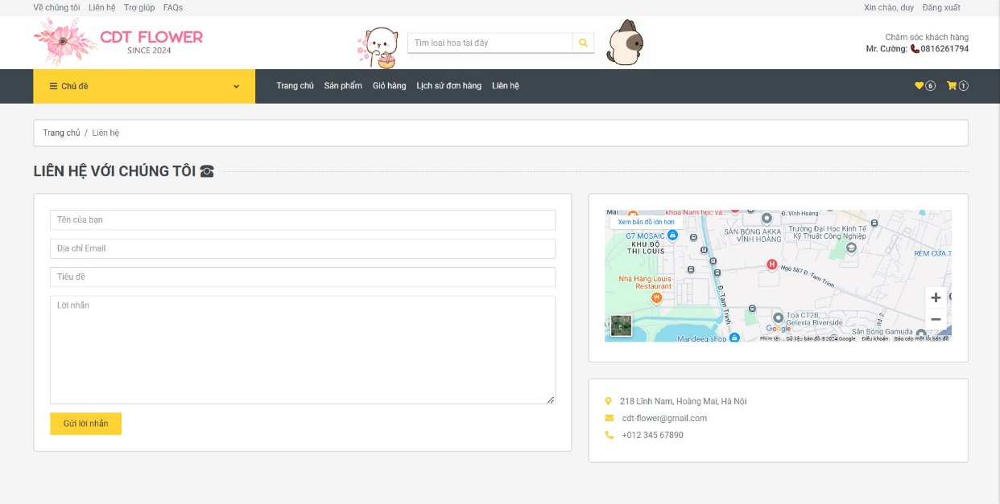 Về chúng tôi Liên hệ Trợ giúp FAQs
Xin chào, duy Đăng xuất
CDT FLOWER
SINCE 2024
Tìm loại hoa tại đây
Chăm sóc khách hàng
Mr. Cường: 0816261794
Chủ đề
Trang chủ Sản phẩm Giỏ hàng Lịch sử đơn hàng Liên hệ
6 1
Trang chủ / Liên hệ
LIÊN HỆ VỚI CHÚNG TÔI
Tên của bạn
Địa chỉ Email
Tiêu đề
Lời nhắn
Gửi lời nhắn
khoa Nam học và...
Đ. Vĩnh Hoàng
Xem bản đồ lớn hơn
G7 MOSAIC
KHU ĐÔ
THỊ LOUIS
SÂN BÓNG AKKA
VĨNH HOÀNG
Trường Đại Học Kinh Tế
Kỹ Thuật Công Nghiệp
RÈM CỬA T
H
Ngõ 587 Đ. Tam Trinh
Nhà Hàng Louis
Restaurant
Đ. Tam Trinh
Toà CT2B,
Gelexia Riverside
Rd. 2
Google
Sân Bóng Gamuda
Mandeeq shop
Phím tắt Dữ liệu bản đồ ©2024 Google Điều khoản Báo cáo một lỗi bản đồ
218 Lĩnh Nam, Hoàng Mai, Hà Nội
cdt-flower@gmail.com
+012 345 67890